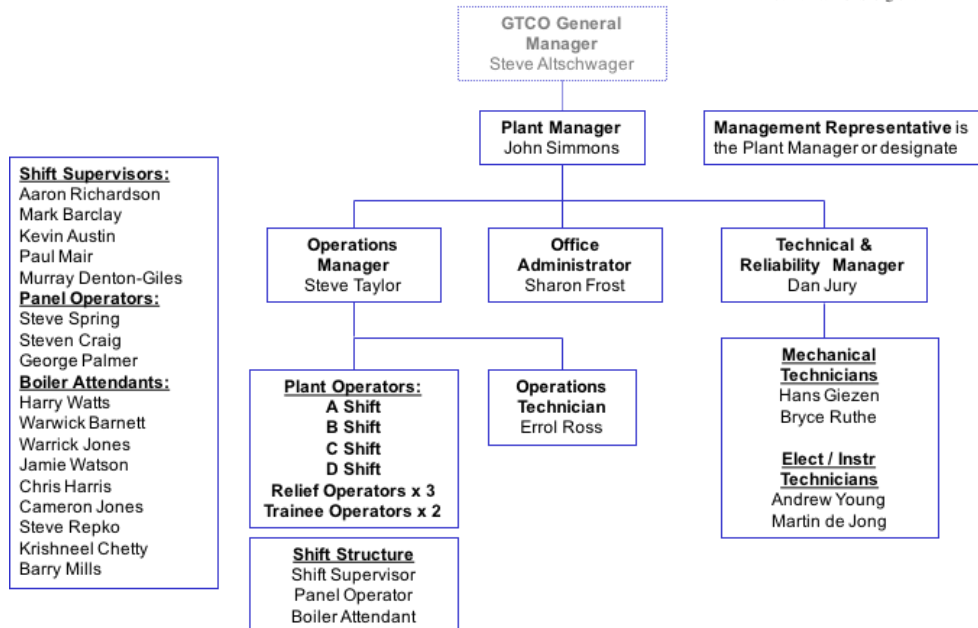 GTCO General
Manager
Steve Altschwager
Plant Manager
John Simmons
Management Representative is
the Plant Manager or designate
Shift Supervisors:
Aaron Richardson
Mark Barclay
Kevin Austin
Paul Mair
Murray Denton-Giles
Panel Operators:
Steve Spring
Steven Craig
George Palmer
Boiler Attendants:
Harry Watts
Warwick Barnett
Warrick Jones
Jamie Watson
Chris Harris
Cameron Jones
Steve Repko
Krishneel Chetty
Barry Mills
Operations
Manager
Steve Taylor
Office
Administrator
Sharon Frost
Technical &
Reliability Manager
Dan Jury
Plant Operators:
A Shift
B Shift
C Shift
D Shift
Relief Operators x 3
Trainee Operators x 2
Operations
Technician
Errol Ross
Mechanical
Technicians
Hans Giezen
Bryce Ruthe
Elect / Instr
Technicians
Andrew Young
Martin de Jong
Shift Structure
Shift Supervisor
Panel Operator
Boiler Attendant